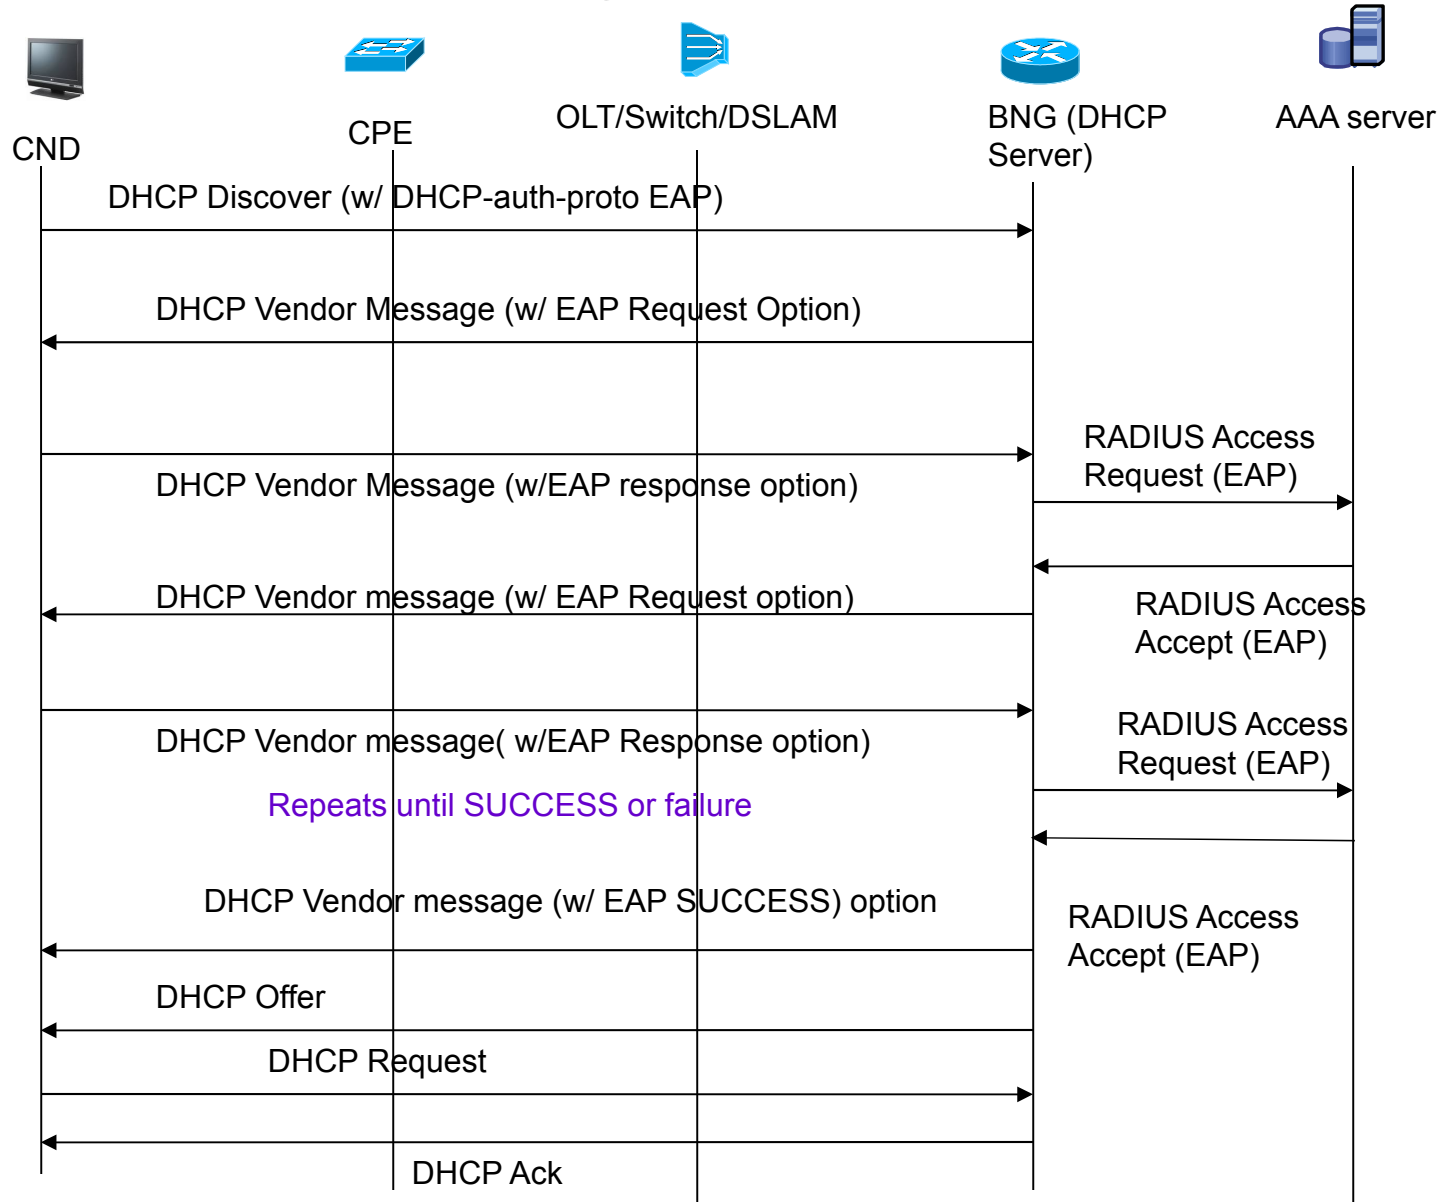 CND
CPE
OLT/Switch/DSLAM
BNG (DHCP
Server)
AAA server
DHCP Discover (w/ DHCP-auth-proto EAP)
DHCP Vendor Message (w/ EAP Request Option)
RADIUS Access
Request (EAP)
DHCP Vendor Message (w/EAP response option)
DHCP Vendor message (w/ EAP Request option)
RADIUS Access
Accept (EAP)
RADIUS Access
Request (EAP)
DHCP Vendor message( w/EAP Response option)
Repeats until SUCCESS or failure
DHCP Vendor message (w/ EAP SUCCESS) option
RADIUS Access
Accept (EAP)
DHCP Offer
DHCP Request
DHCP Ack